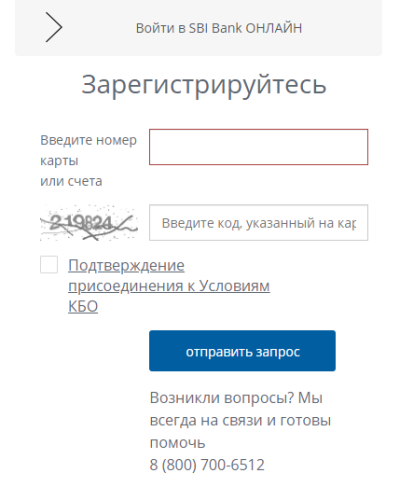 Войти в SBI Bank ОНЛАЙН
Зарегистрируйтесь
Введите номер
карты
или счета
219824
Введите код, указанный на кар
Подтверждение
присоединения к Условиям
КБО
отправить запрос
Возникли вопросы? Мы
всегда на связи и готовы
помочь
8 (800) 700-6512